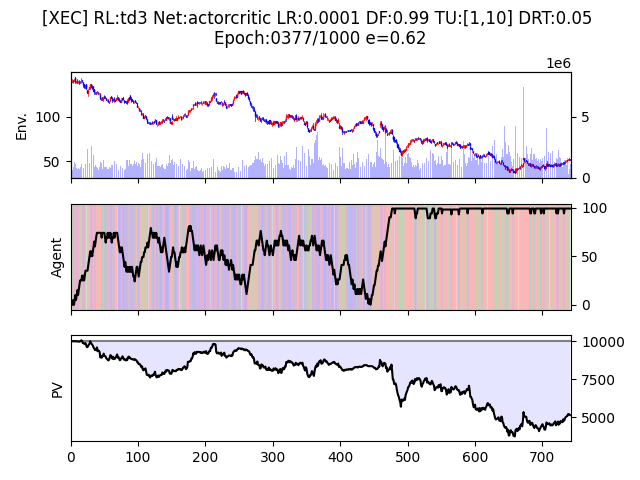 [XEC] RL:td3 Net:actorcritic LR:0.0001 DF:0.99 TU:[1,10] DRT:0.05
Epoch:0377/1000 e=0.62
1e6
Env.
100
50
5
0
Agent
100
50
0
PV
10000
7500
5000
0 100 200 300 400 500 600 700